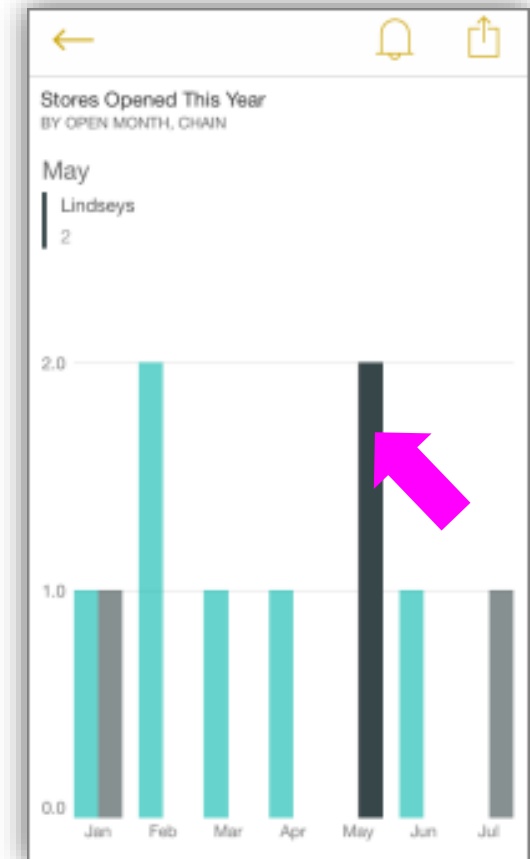 Stores Opened This Year
BY OPEN MONTH, CHAIN
May
Lindseys
2
2.0
1.0
0.0
Jan Feb Mar Apr May Jun Jul